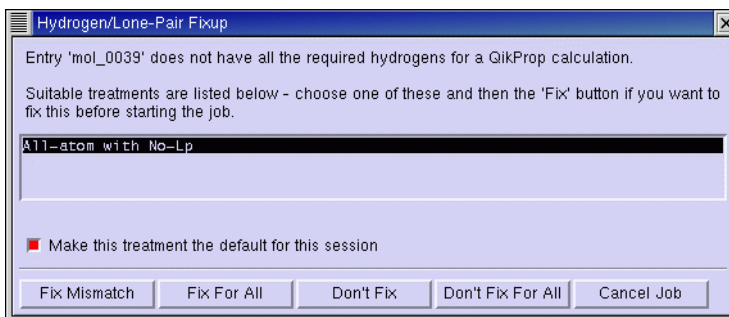 Hydrogen/Lone-Pair Fixup
Entry 'mol_0039' does not have all the required hydrogens for a QikProp calculation.
Suitable treatments are listed below - choose one of these and then the 'Fix' button if you want to
fix this before starting the job.
All-atom with No-Lp
Make this treatment the default for this session
Fix Mismatch Fix For All Don't Fix Don't Fix For All Cancel Job